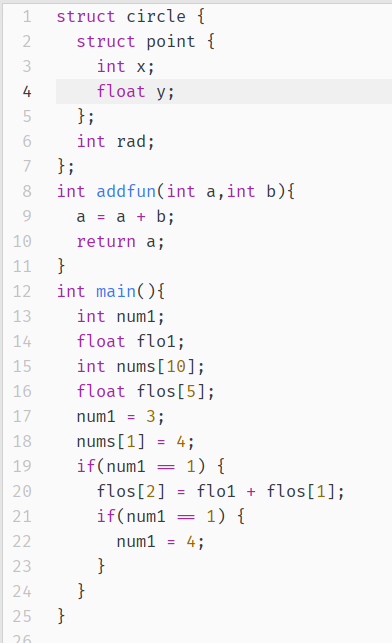 1 struct circle {
2   struct point {
3     int x;
4     float y;
5   };
6   int rad;
7 };
8 int addfun(int a,int b){
9   a = a + b;
10   return a;
11 }
12 int main(){
13   int num1;
14   float flo1;
15   int nums[10];
16   float flos[5];
17   num1 = 3;
18   nums[1] = 4;
19   if(num1 == 1) {
20     flos[2] = flo1 + flos[1];
21     if(num1 == 1) {
22       num1 = 4;
23     }
24   }
25 }
26